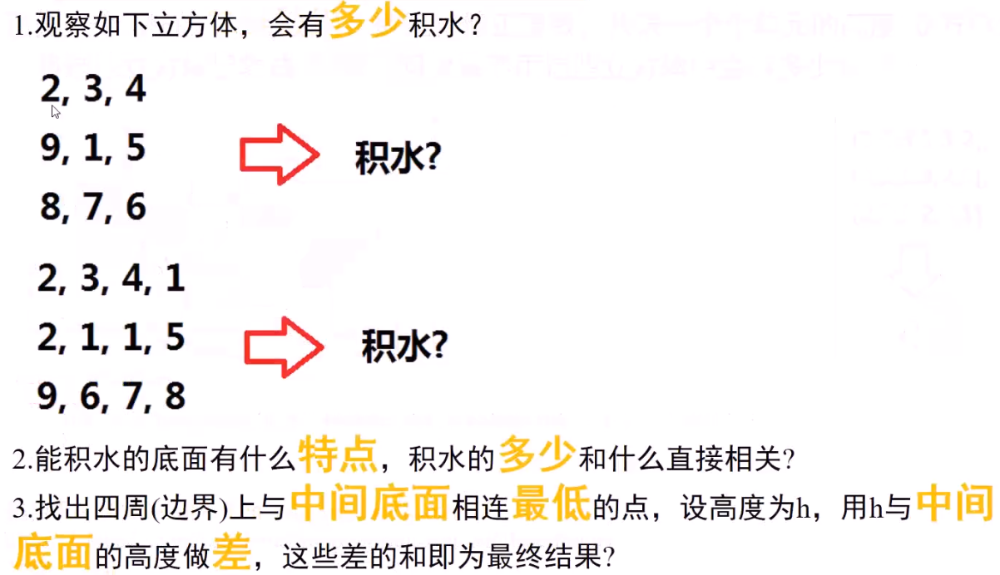 1.观察如下立方体，会有多少积水？
2, 3, 4
9, 1, 5
积水?
8, 7, 6
2, 3, 4, 1
2, 1, 1, 5
积水?
9, 6, 7, 8
2.能积水的底面有什么特点，积水的多少和什么直接相关?
3.找出四周(边界)上与中间底面相连最低的点，设高度为h，用h与中间
底面的高度做差，这些差的和即为最终结果?